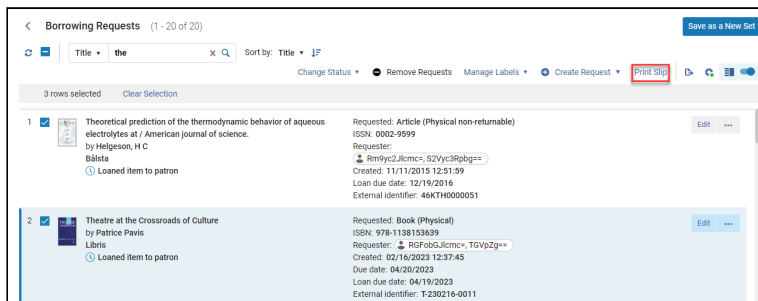 Borrowing Requests (1 - 20 of 20)
Save as a New Set
Title the
Sort by: Title
Change Status Remove Requests Manage Labels Create Request Print Slip
3 rows selected Clear Selection
1 Theoretical prediction of the thermodynamic behavior of aqueous electrolytes at / American journal of science.
by Helgeson, H C
Bålsta
Loaned item to patron
Requested: Article (Physical non-returnable)
ISSN: 0002-9599
Requester:
Rm9yc2Jlcmc=, S2Vyc3Rpbg==
Created: 11/11/2015 12:51:59
Loan due date: 12/19/2016
External identifier: 46KTH0000051
Edit
2 Theatre at the Crossroads of Culture
by Patrice Pavis
Libris
Loaned item to patron
Requested: Book (Physical)
ISBN: 978-1138153639
Requester: RGFobGJlcmc=, TGVpZg==
Created: 02/16/2023 12:37:45
Due date: 04/20/2023
Loan due date: 04/19/2023
External identifier: T-230216-0011
Edit